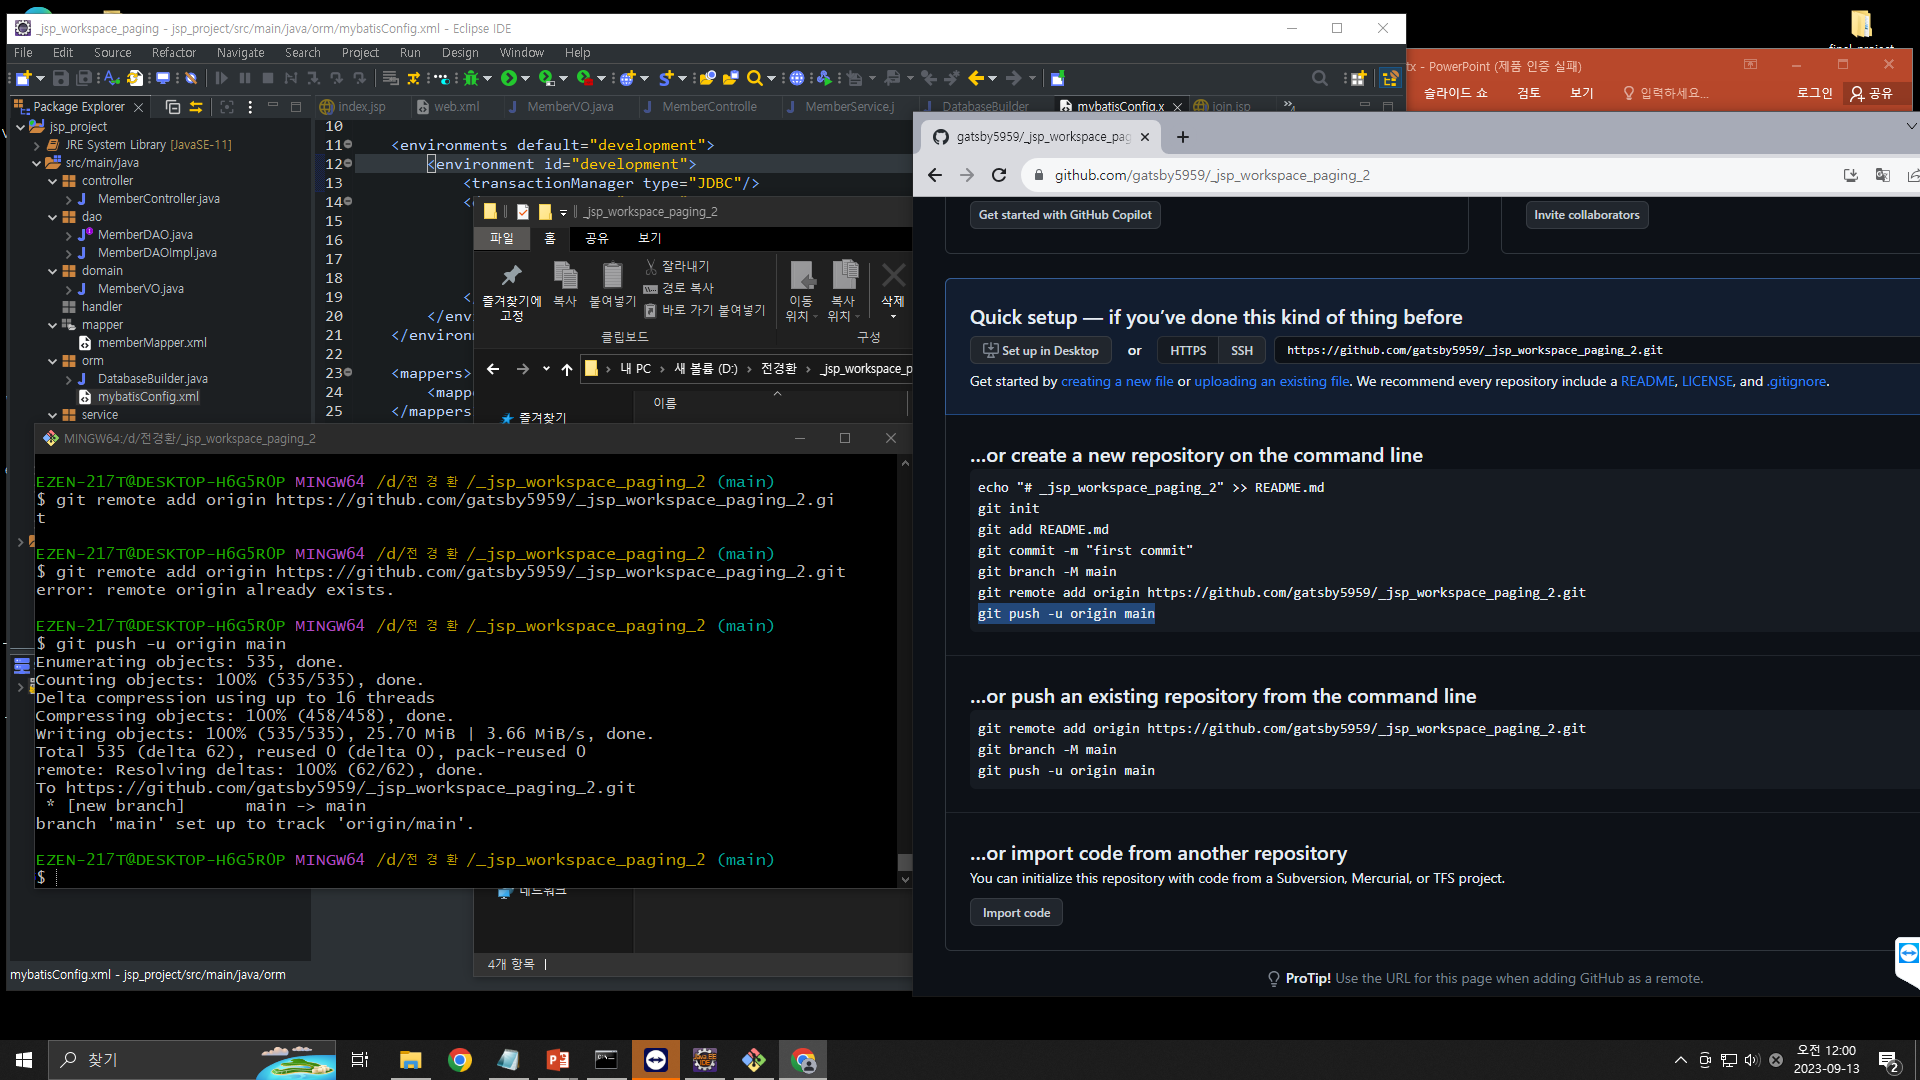 _jsp_workspace_paging - jsp_project/src/main/java/orm/mybatisConfig.xml - Eclipse IDE
File Edit Source Refactor Navigate Search Project Run Design Window Help
Package Explorer
index.jsp web.xml MemberVO.java MemberControlle MemberService.j DatabaseBuilder mybatisConfig.x join.jsp
jsp_project
JRE System Library [JavaSE-11]
src/main/java
controller
MemberController.java
dao
MemberDAO.java
MemberDAOImpl.java
domain
MemberVO.java
handler
mapper
memberMapper.xml
orm
DatabaseBuilder.java
mybatisConfig.xml
service
10
11 <environments default="development">
12 <environment id="development">
13 <transactionManager type="JDBC"/>
14
15
16
17
18
19 </
20 </envi
21 </environm
22
23 <mappers>
24 <mapp
25 </mappers
mybatisConfig.xml - jsp_project/src/main/java/orm
tx - PowerPoint (제품 인증 실패)
슬라이드 쇼 검토 보기 입력하세요... 로그인 공유
_jsp_workspace_paging_2
파일 홈 공유 보기
즐겨찾기에 고정
복사
붙여넣기
잘라내기
경로 복사
바로 가기 붙여넣기
이동 위치
복사 위치
삭제
클립보드
구성
내 PC 새 볼륨 (D:) 전경환 _jsp_workspace_p
이름
즐겨찾기
네트워크
4개 항목
MINGW64:/d/전경환/_jsp_workspace_paging_2
EZEN-217T@DESKTOP-H6G5ROP MINGW64 /d/전경환/_jsp_workspace_paging_2 (main)
$ git remote add origin https://github.com/gatsby5959/_jsp_workspace_paging_2.gi
t
EZEN-217T@DESKTOP-H6G5ROP MINGW64 /d/전경환/_jsp_workspace_paging_2 (main)
$ git remote add origin https://github.com/gatsby5959/_jsp_workspace_paging_2.git
error: remote origin already exists.
EZEN-217T@DESKTOP-H6G5ROP MINGW64 /d/전경환/_jsp_workspace_paging_2 (main)
$ git push -u origin main
Enumerating objects: 535, done.
Counting objects: 100% (535/535), done.
Delta compression using up to 16 threads
Compressing objects: 100% (458/458), done.
Writing objects: 100% (535/535), 25.70 MiB | 3.66 MiB/s, done.
Total 535 (delta 62), reused 0 (delta 0), pack-reused 0
remote: Resolving deltas: 100% (62/62), done.
To https://github.com/gatsby5959/_jsp_workspace_paging_2.git
* [new branch] main -> main
branch 'main' set up to track 'origin/main'.
EZEN-217T@DESKTOP-H6G5ROP MINGW64 /d/전경환/_jsp_workspace_paging_2 (main)
$
gatsby5959/_jsp_workspace_pag
github.com/gatsby5959/_jsp_workspace_paging_2
Get started with GitHub Copilot
Invite collaborators
Quick setup — if you've done this kind of thing before
Set up in Desktop or HTTPS SSH https://github.com/gatsby5959/_jsp_workspace_paging_2.git
Get started by creating a new file or uploading an existing file. We recommend every repository include a README, LICENSE, and .gitignore.
…or create a new repository on the command line
echo "# _jsp_workspace_paging_2" >> README.md
git init
git add README.md
git commit -m "first commit"
git branch -M main
git remote add origin https://github.com/gatsby5959/_jsp_workspace_paging_2.git
git push -u origin main
…or push an existing repository from the command line
git remote add origin https://github.com/gatsby5959/_jsp_workspace_paging_2.git
git branch -M main
git push -u origin main
…or import code from another repository
You can initialize this repository with code from a Subversion, Mercurial, or TFS project.
Import code
ProTip! Use the URL for this page when adding GitHub as a remote.
찾기
오전 12:00
2023-09-13
2